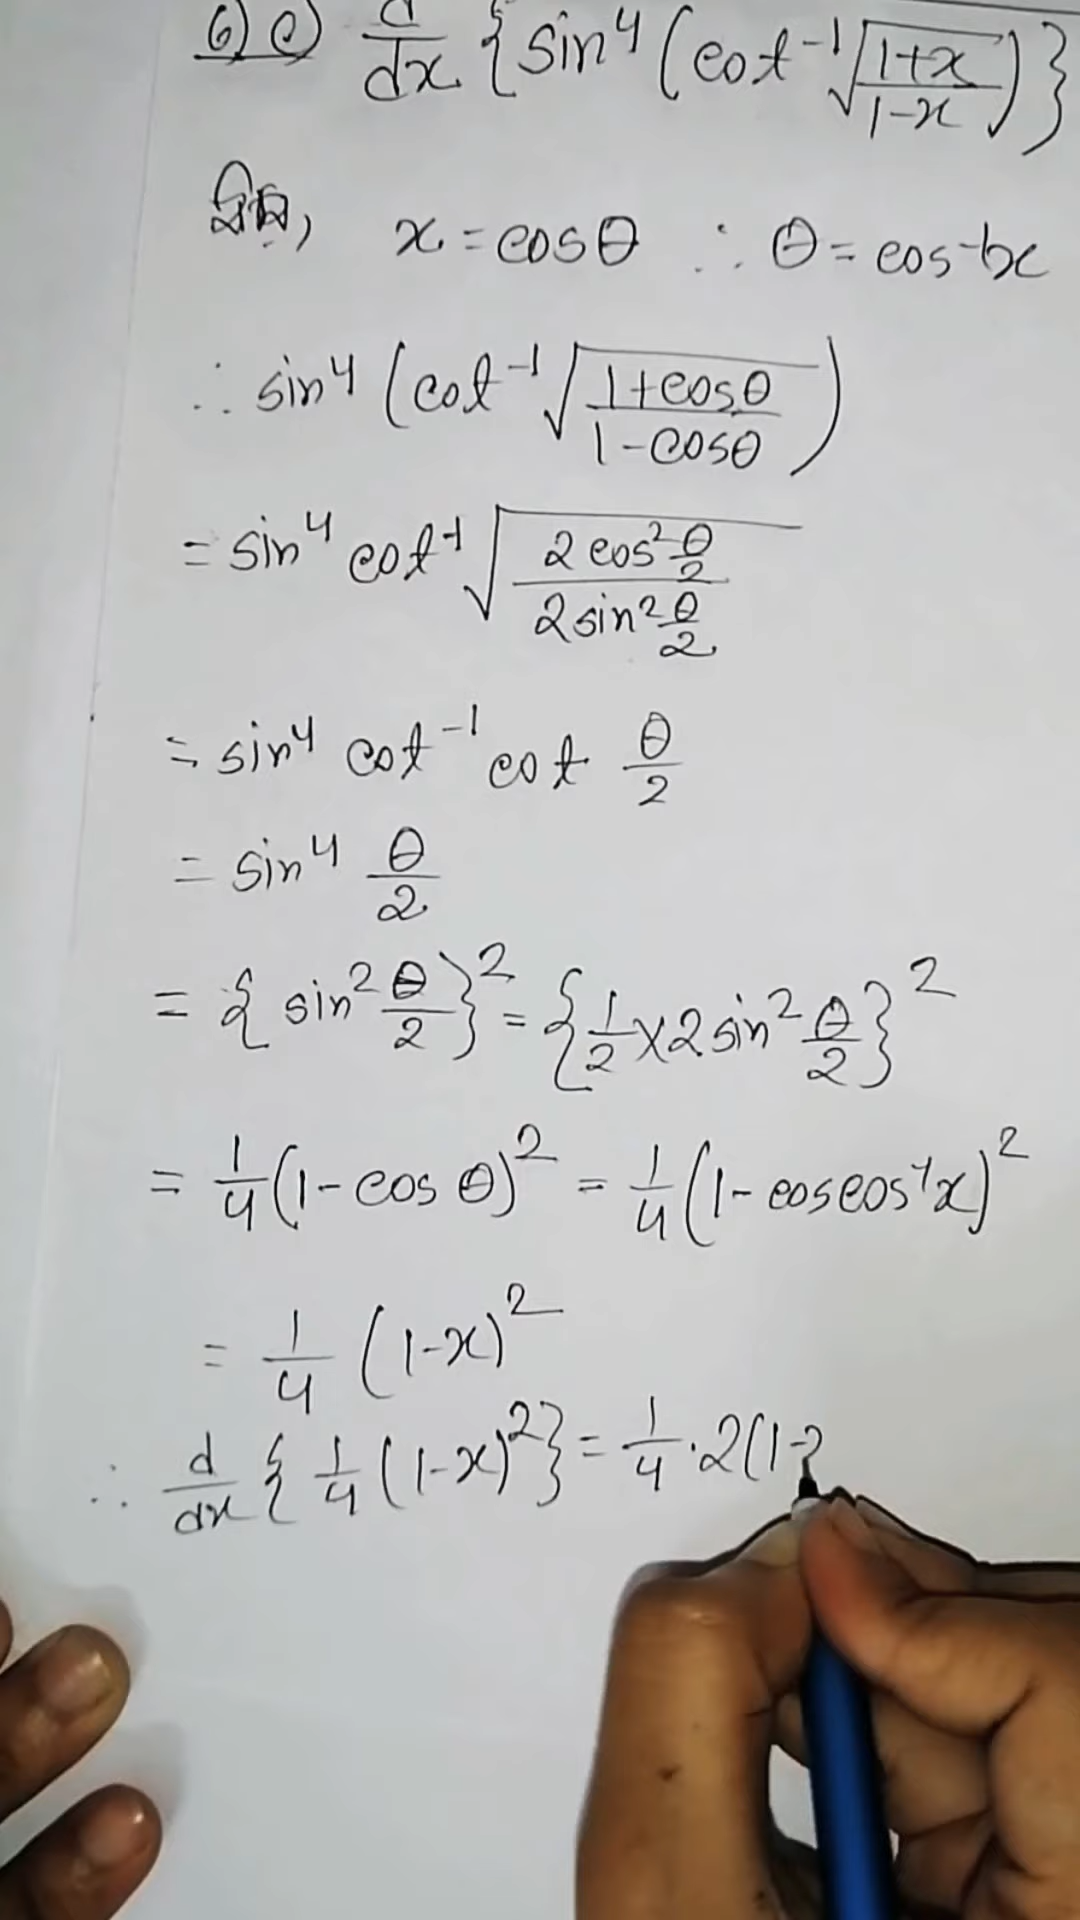 6) e) d/dx {sin⁴(cot⁻¹√((1+x)/(1-x)))}
ধরি, x = cosθ ∴ θ = cos⁻¹x
∴ sin⁴(cot⁻¹√((1+cosθ)/(1-cosθ)))
= sin⁴ cot⁻¹√((2cos²θ/2)/(2sin²θ/2))
= sin⁴ cot⁻¹ cot θ/2
= sin⁴ θ/2
= {sin² θ/2}² = {1/2 × 2 sin² θ/2}²
= 1/4 (1-cos θ)² = 1/4 (1-cos cos⁻¹x)²
= 1/4 (1-x)²
∴ d/dx {1/4 (1-x)²} = 1/4 · 2(1-